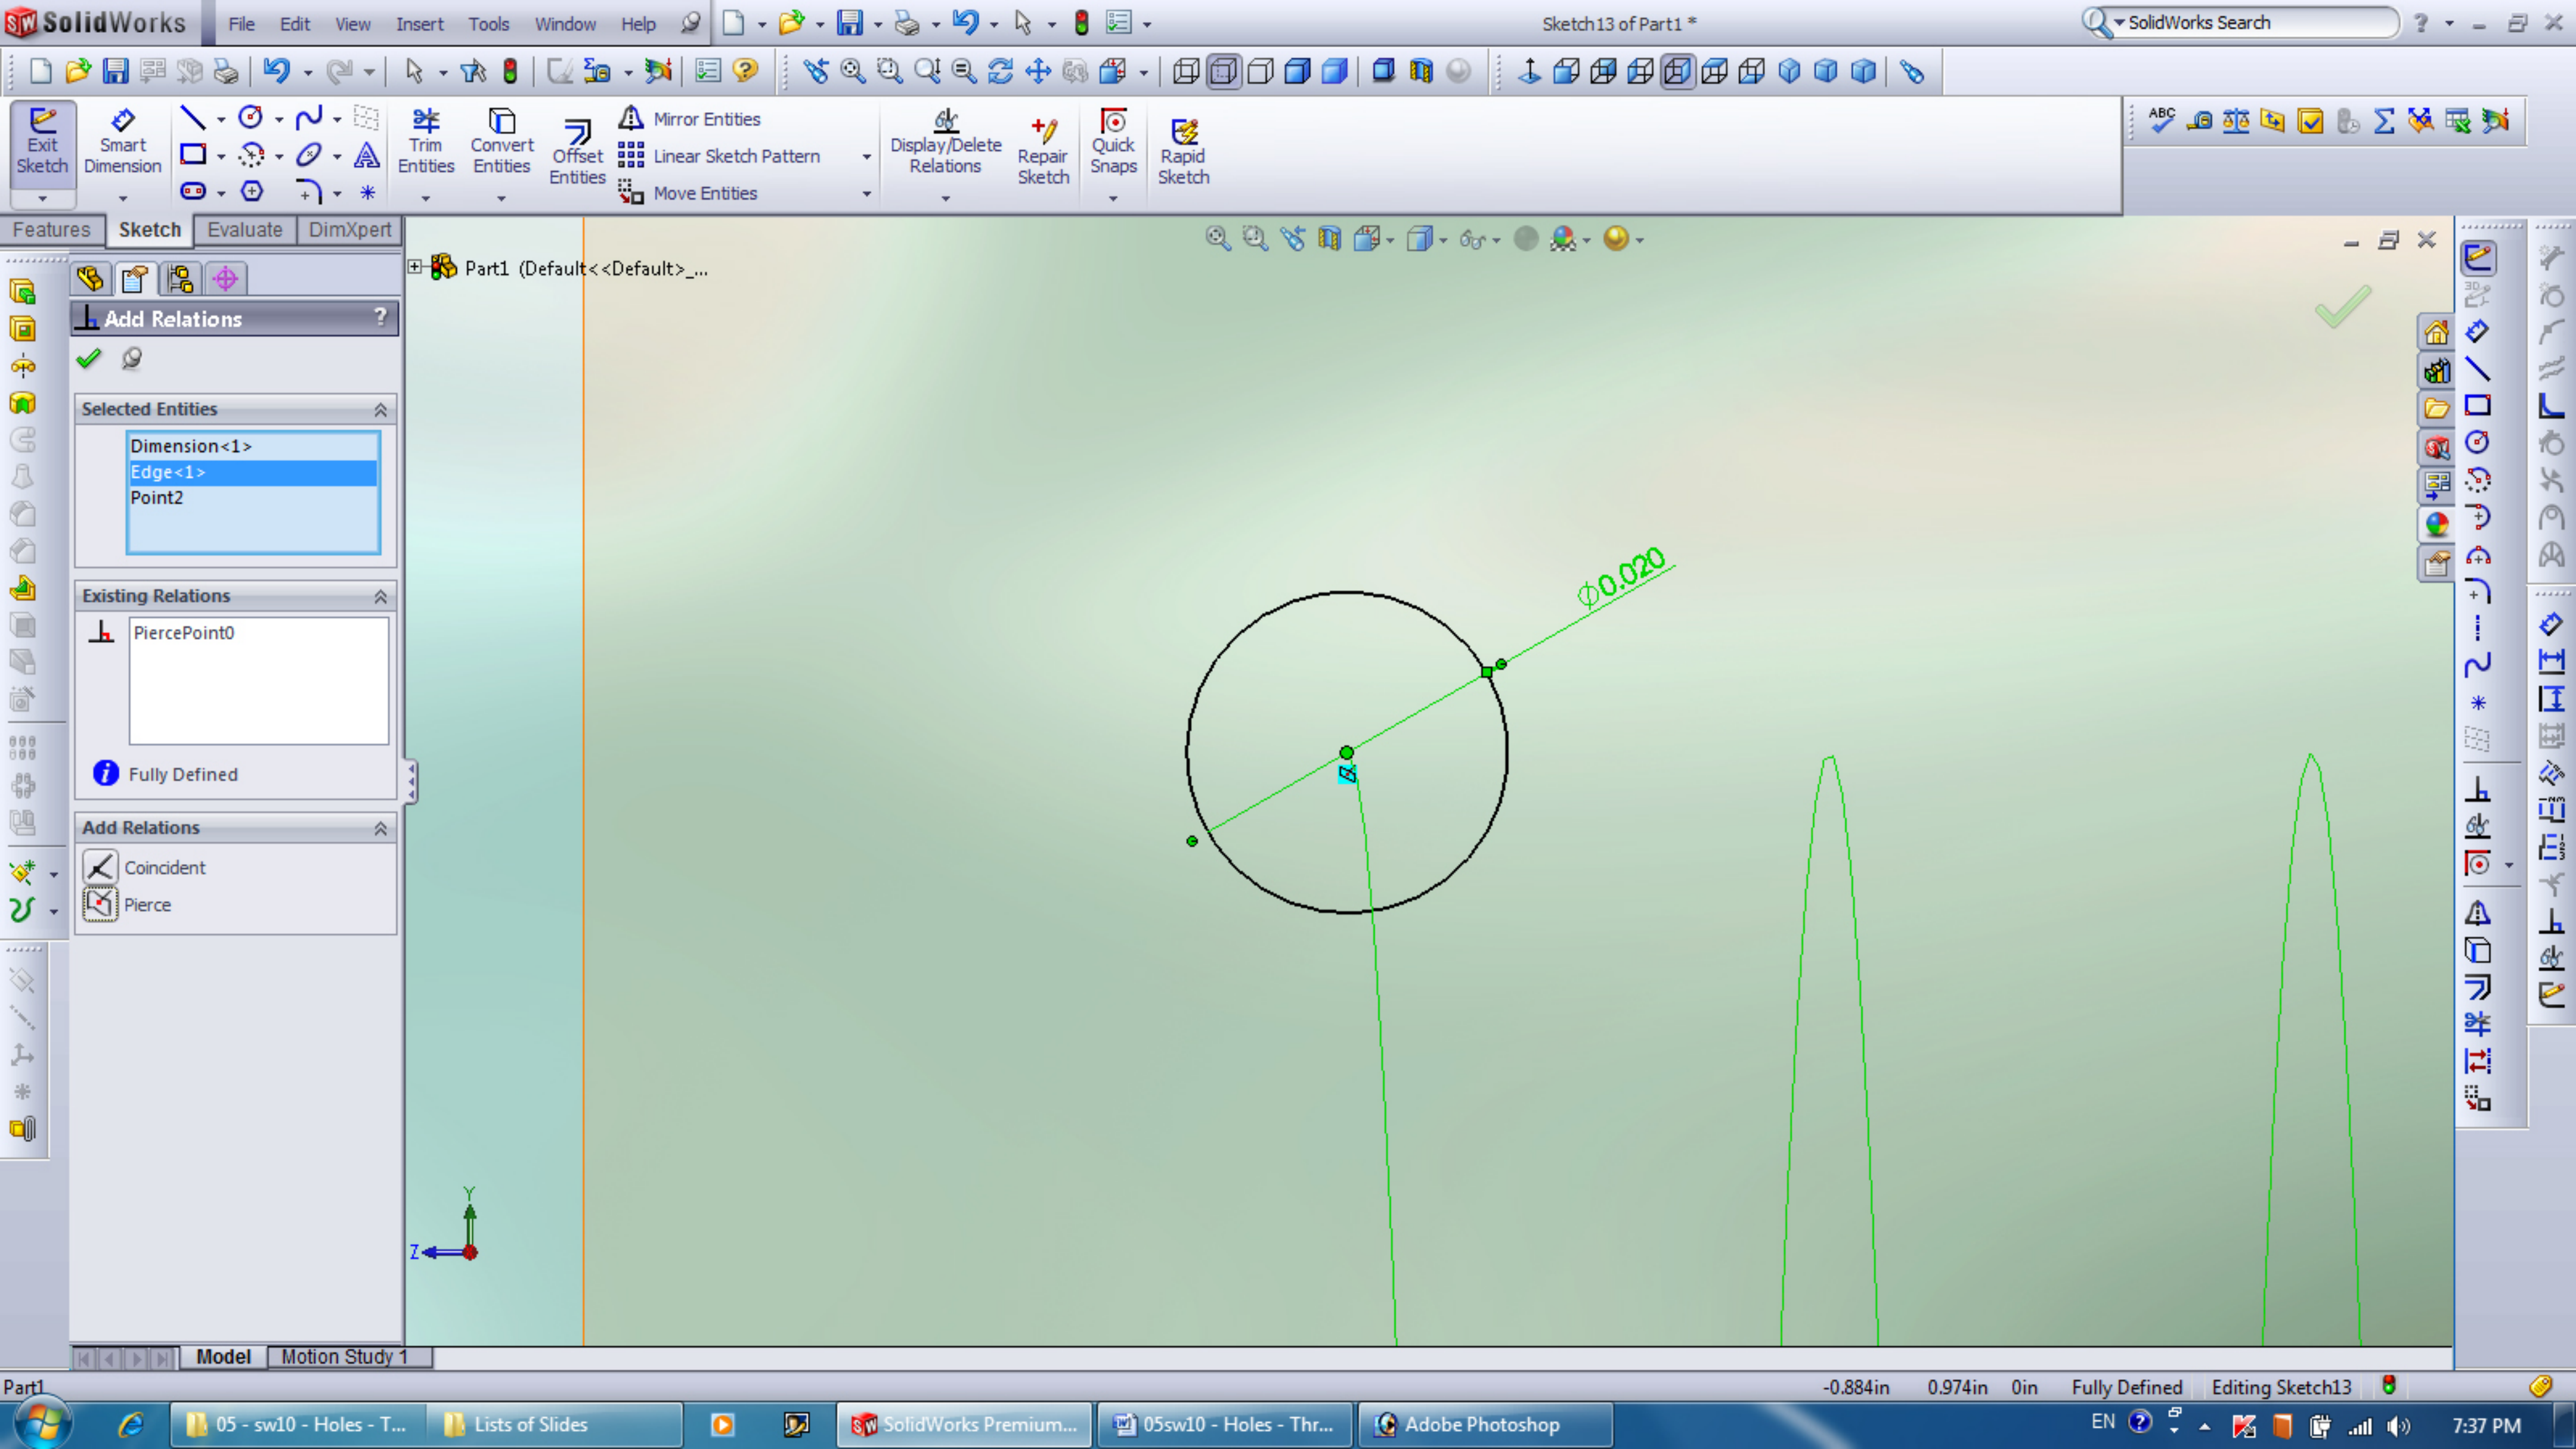 SolidWorks File Edit View Insert Tools Window Help Sketch13 of Part1 * SolidWorks Search ?
Exit Sketch
Smart Dimension
Trim Entities
Convert Entities
Offset Entities
Mirror Entities
Linear Sketch Pattern
Move Entities
Display/Delete Relations
Repair Sketch
Quick Snaps
Rapid Sketch
ABC
Features Sketch Evaluate DimXpert
Part1 (Default<<Default>_...
Add Relations ?
Selected Entities
Dimension<1>
Edge<1>
Point2
Existing Relations
PiercePoint0
Fully Defined
Add Relations
Coincident
Pierce
3D
Φ0.020
Y
Z
Model Motion Study 1
Part1 -0.884in 0.974in 0in Fully Defined Editing Sketch13
05 - sw10 - Holes - T... Lists of Slides SolidWorks Premium... 05sw10 - Holes - Thr... Adobe Photoshop EN 7:37 PM